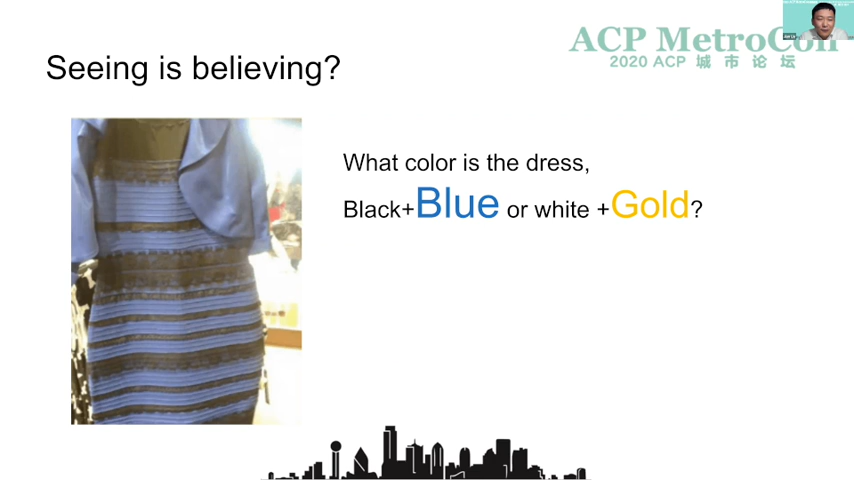 Seeing is believing?
ACP MetroCon
2020 ACP 城 市 论 坛
What color is the dress,
Black+Blue or white +Gold?